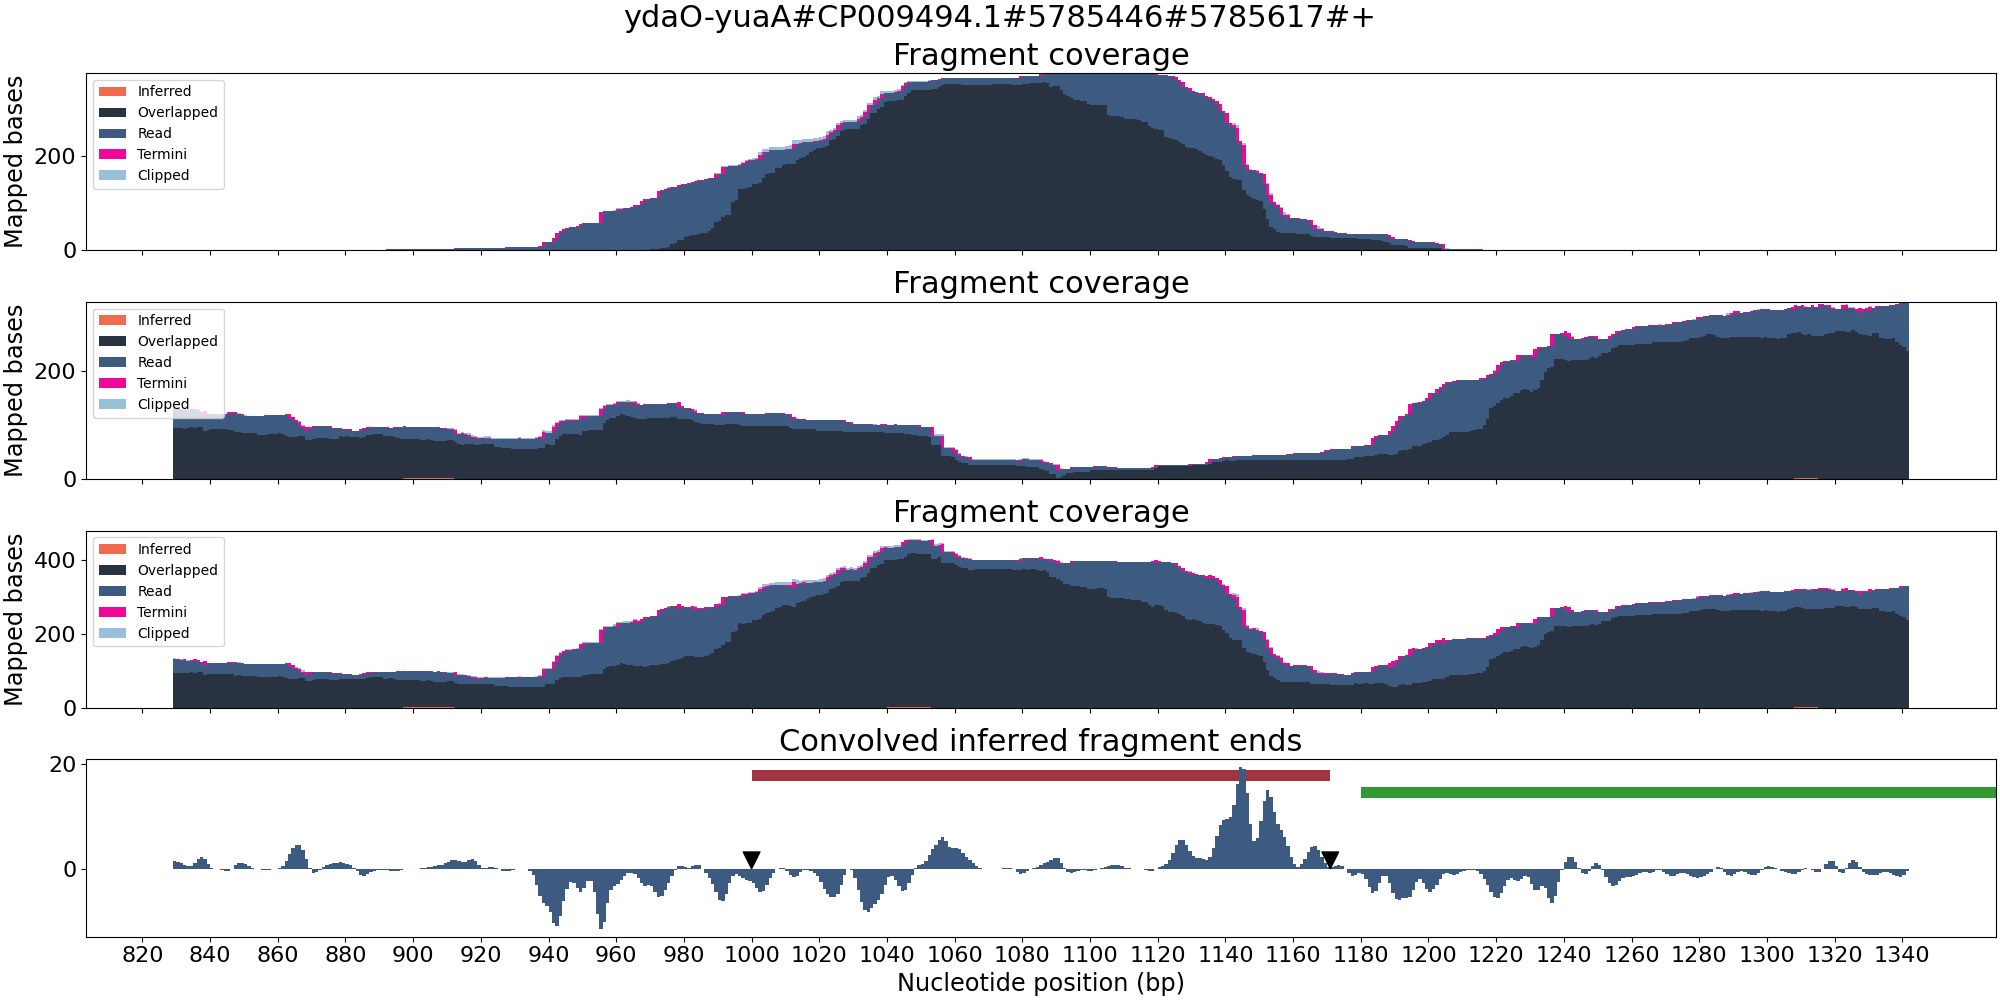 ydaO-yuaA#CP009494.1#5785446#5785617#+
Fragment coverage
Mapped bases
200
0
Inferred
Overlapped
Read
Termini
Clipped
Fragment coverage
Mapped bases
200
0
Inferred
Overlapped
Read
Termini
Clipped
Fragment coverage
Mapped bases
400
200
0
Inferred
Overlapped
Read
Termini
Clipped
Convolved inferred fragment ends
20
0
820 840 860 880 900 920 940 960 980 1000 1020 1040 1060 1080 1100 1120 1140 1160 1180 1200 1220 1240 1260 1280 1300 1320 1340
Nucleotide position (bp)